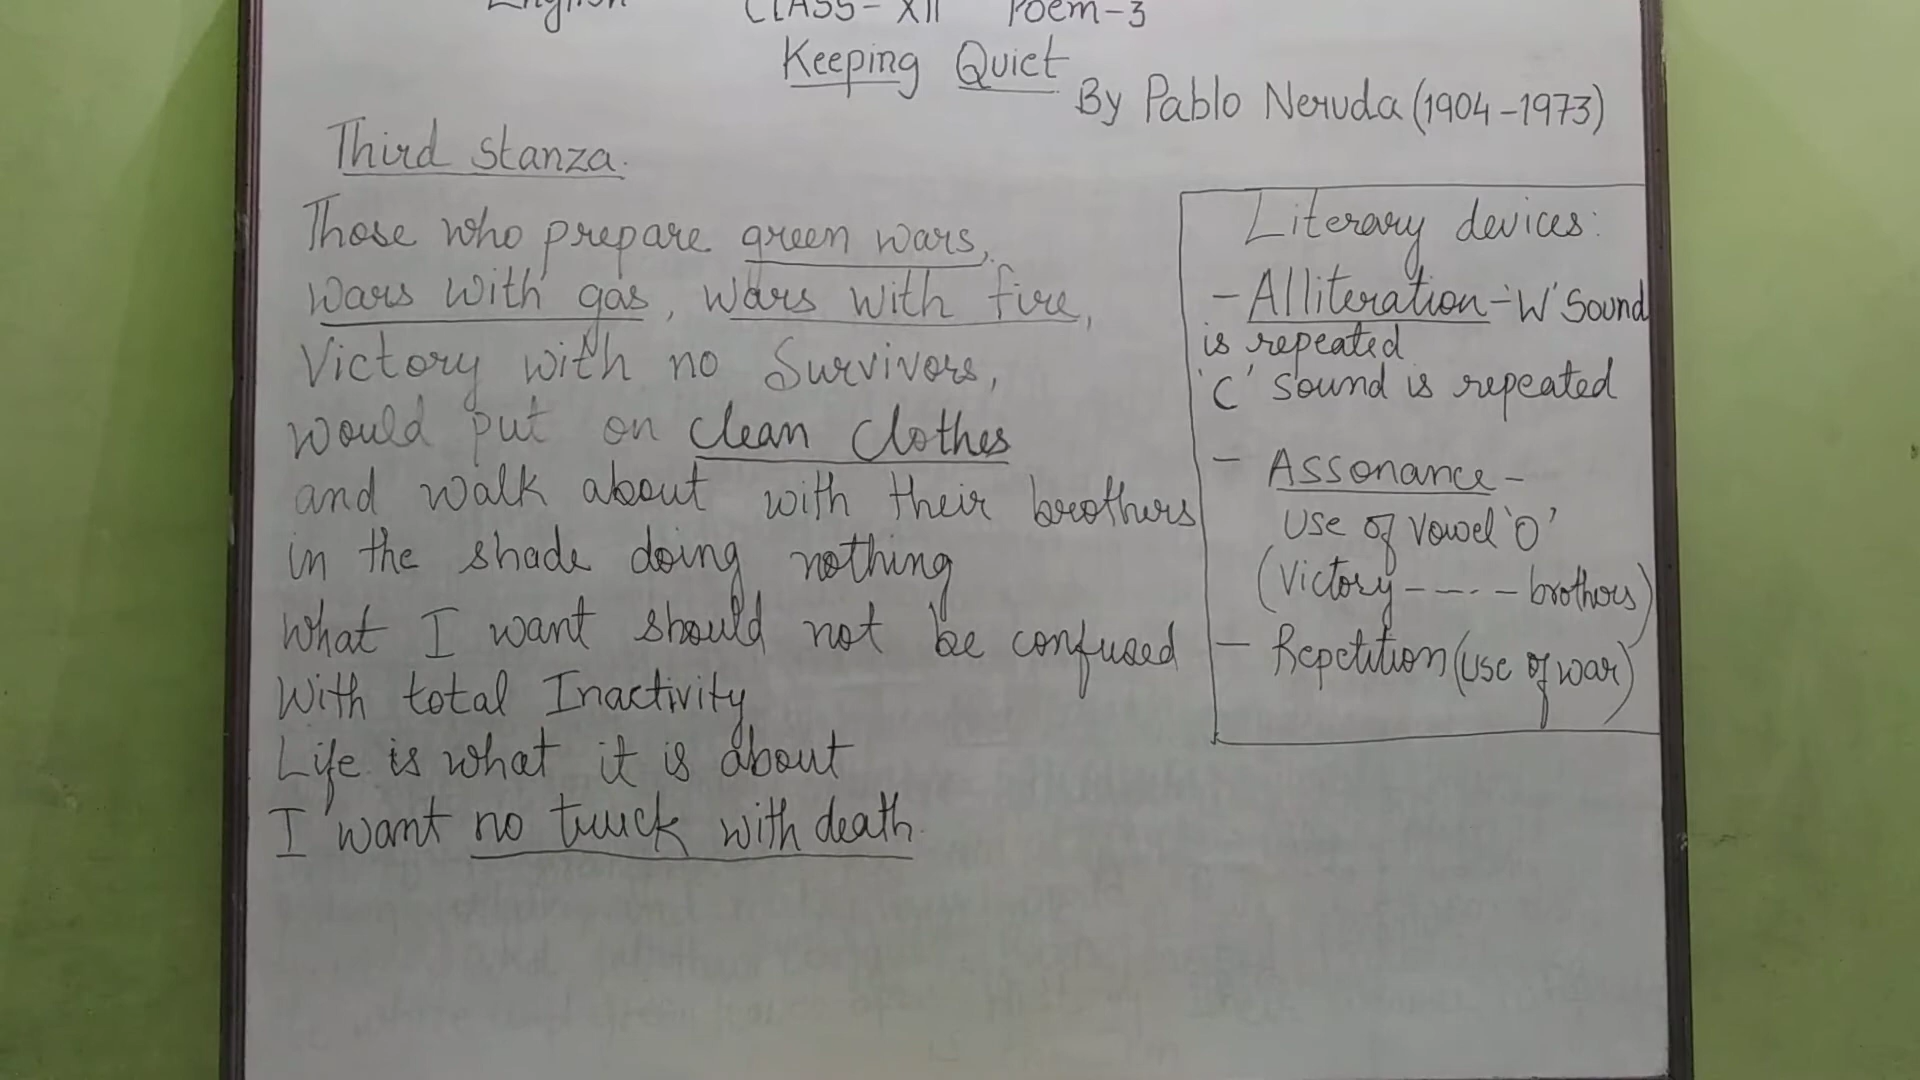 English CLASS- XII Poem-3
Keeping Quiet
By Pablo Neruda (1904-1973)
Third Stanza.
Those who prepare green wars,
wars with gas, wars with fire,
Victory with no Survivors,
would put on clean clothes
and walk about with their brothers
in the shade doing nothing
What I want should not be confused
With total Inactivity
Life is what it is about
I want no truck with death.
Literary devices:
- Alliteration - 'W' Sound
is repeated
'C' Sound is repeated
- Assonance -
Use of Vowel 'O'
(Victory ---- brothers)
- Repetition (Use of war)